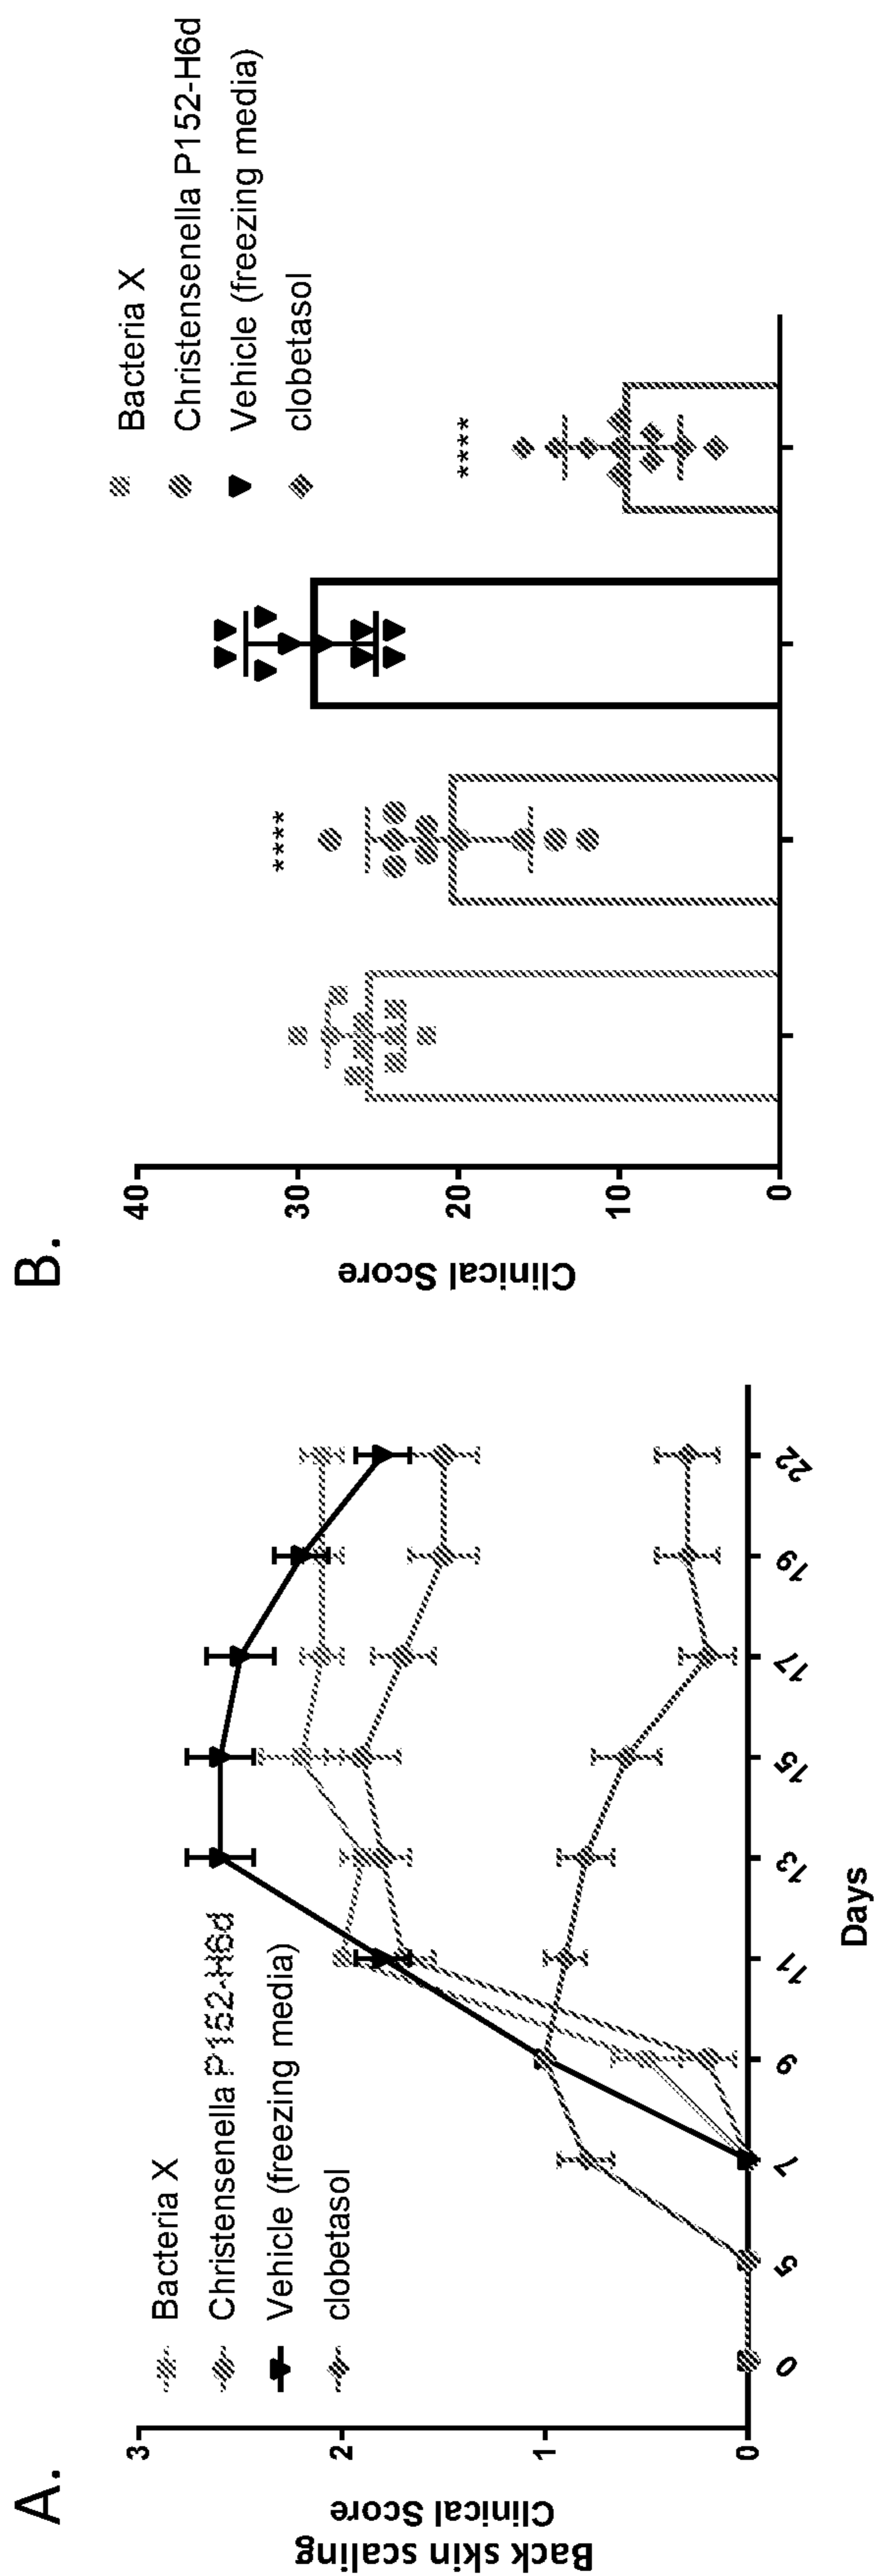 A.
Back skin scaling
Clinical Score
3
2
1
0
Bacteria X
Christensenella P152-H6d
Vehicle (freezing media)
clobetasol
0
5
7
9
11
13
15
17
19
22
Days
B.
Clinical Score
40
30
20
10
0
****
****
Bacteria X
Christensenella P152-H6d
Vehicle (freezing media)
clobetasol